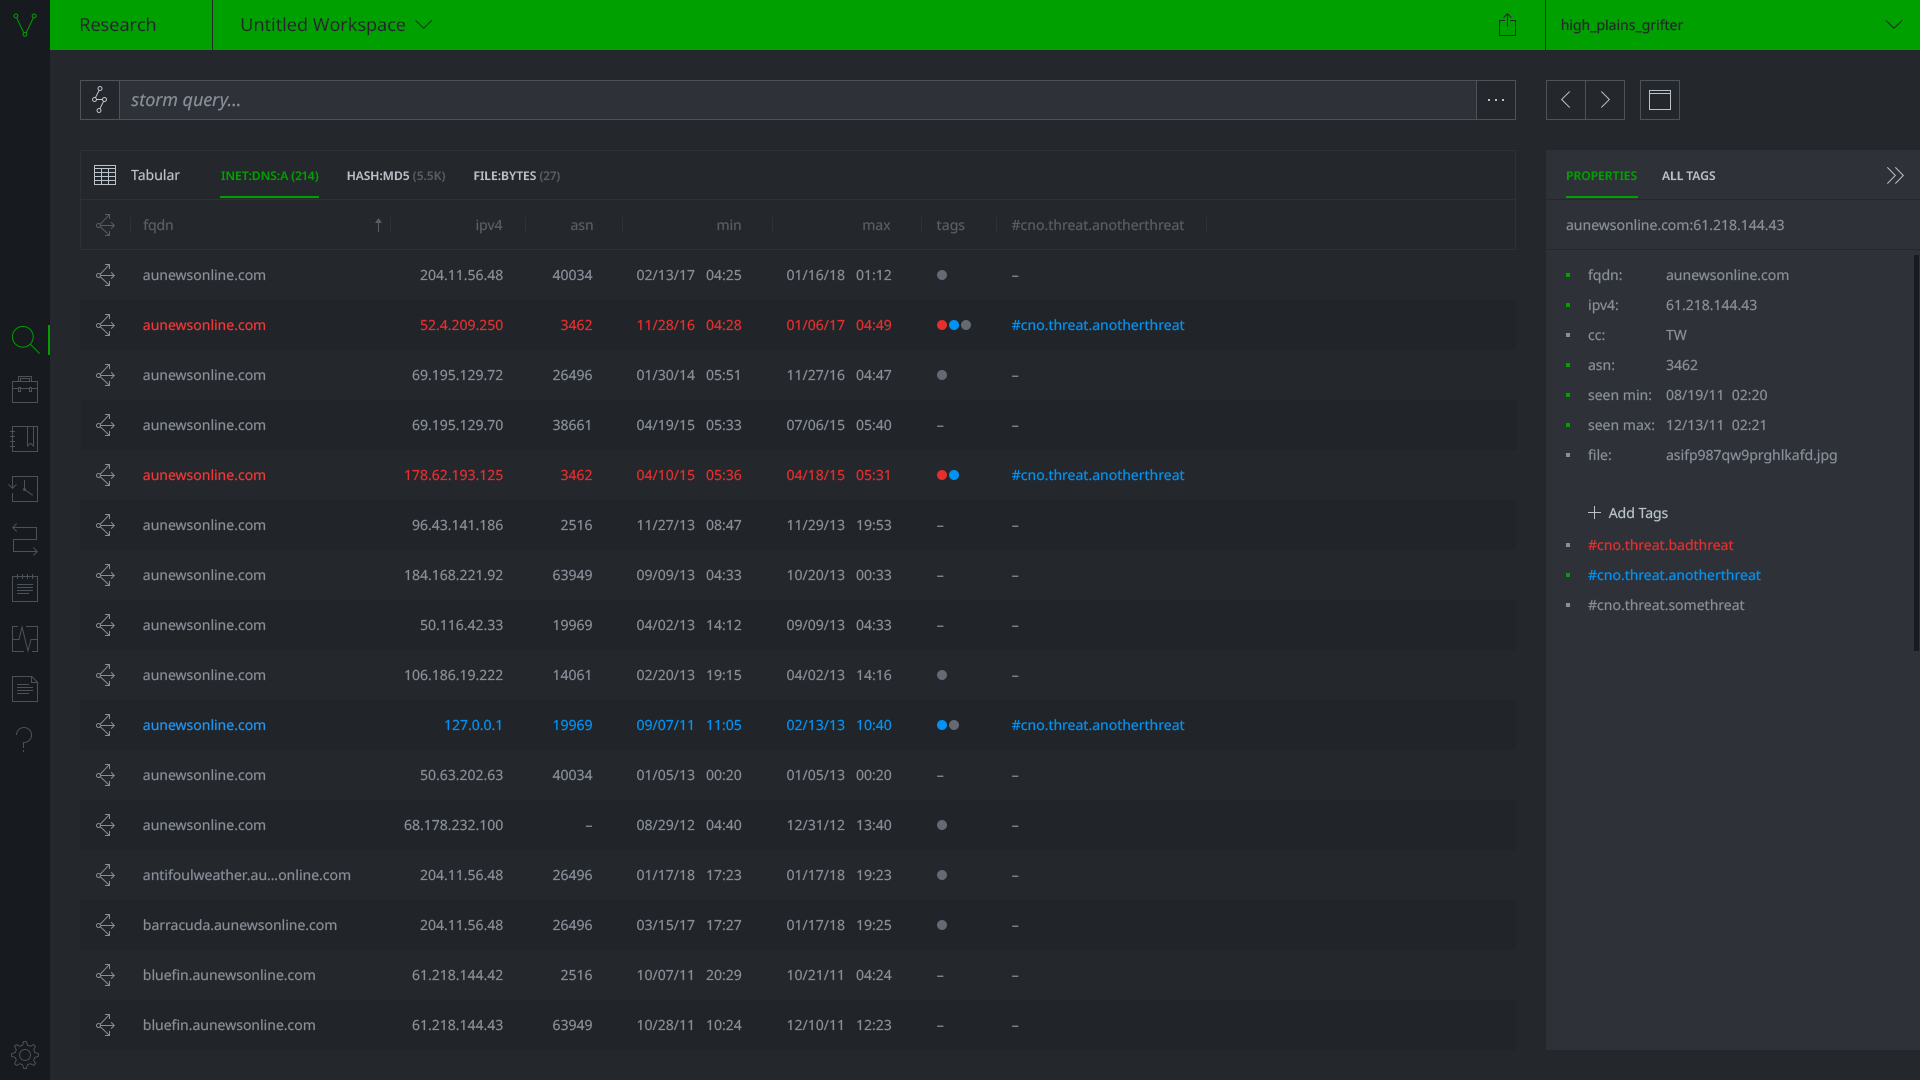 Research Untitled Workspace high_plains_grifter
storm query...
Tabular INET:DNS:A (214) HASH:MD5 (5.5K) FILE:BYTES (27)
fqdn ipv4 asn min max tags #cno.threat.anotherthreat
aunewsonline.com 204.11.56.48 40034 02/13/17 04:25 01/16/18 01:12 –
aunewsonline.com 52.4.209.250 3462 11/28/16 04:28 01/06/17 04:49 #cno.threat.anotherthreat
aunewsonline.com 69.195.129.72 26496 01/30/14 05:51 11/27/16 04:47 –
aunewsonline.com 69.195.129.70 38661 04/19/15 05:33 07/06/15 05:40 – –
aunewsonline.com 178.62.193.125 3462 04/10/15 05:36 04/18/15 05:31 #cno.threat.anotherthreat
aunewsonline.com 96.43.141.186 2516 11/27/13 08:47 11/29/13 19:53 – –
aunewsonline.com 184.168.221.92 63949 09/09/13 04:33 10/20/13 00:33 – –
aunewsonline.com 50.116.42.33 19969 04/02/13 14:12 09/09/13 04:33 – –
aunewsonline.com 106.186.19.222 14061 02/20/13 19:15 04/02/13 14:16 –
aunewsonline.com 127.0.0.1 19969 09/07/11 11:05 02/13/13 10:40 #cno.threat.anotherthreat
aunewsonline.com 50.63.202.63 40034 01/05/13 00:20 01/05/13 00:20 – –
aunewsonline.com 68.178.232.100 – 08/29/12 04:40 12/31/12 13:40 –
antifoulweather.au...online.com 204.11.56.48 26496 01/17/18 17:23 01/17/18 19:23 –
barracuda.aunewsonline.com 204.11.56.48 26496 03/15/17 17:27 01/17/18 19:25 –
bluefin.aunewsonline.com 61.218.144.42 2516 10/07/11 20:29 10/21/11 04:24 – –
bluefin.aunewsonline.com 61.218.144.43 63949 10/28/11 10:24 12/10/11 12:23 – –
PROPERTIES ALL TAGS
aunewsonline.com:61.218.144.43
fqdn: aunewsonline.com
ipv4: 61.218.144.43
cc: TW
asn: 3462
seen min: 08/19/11 02:20
seen max: 12/13/11 02:21
file: asifp987qw9prghlkafd.jpg
Add Tags
#cno.threat.badthreat
#cno.threat.anotherthreat
#cno.threat.somethreat